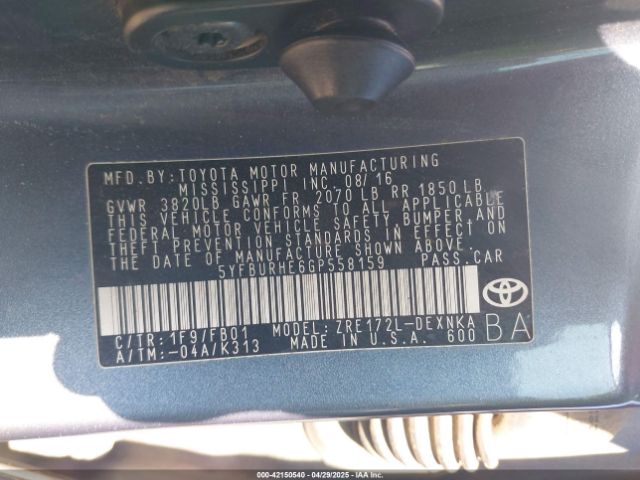 MFD.BY:TOYOTA MOTOR MANUFACTURING
MISSISSIPPI INC 08/16
GVWR 3820LB GAWR FR 2070 LB RR 1850 LB
THIS VEHICLE CONFORMS TO ALL APPLICABLE
FEDERAL MOTOR VEHICLE SAFETY, BUMPER AND
THEFT PREVENTION STANDARDS IN EFFECT ON
THE DATE OF MANUFACTURE SHOWN ABOVE.
5YFBURHE6GP558159 PASS.CAR
C/TR:1F9/FB01 MODEL: ZRE172L-DEXNKA
A/TM:-04A/K313 MADE IN U.S.A. 600
BA
000-42150540 - 04/29/2025 - IAAI, Inc.